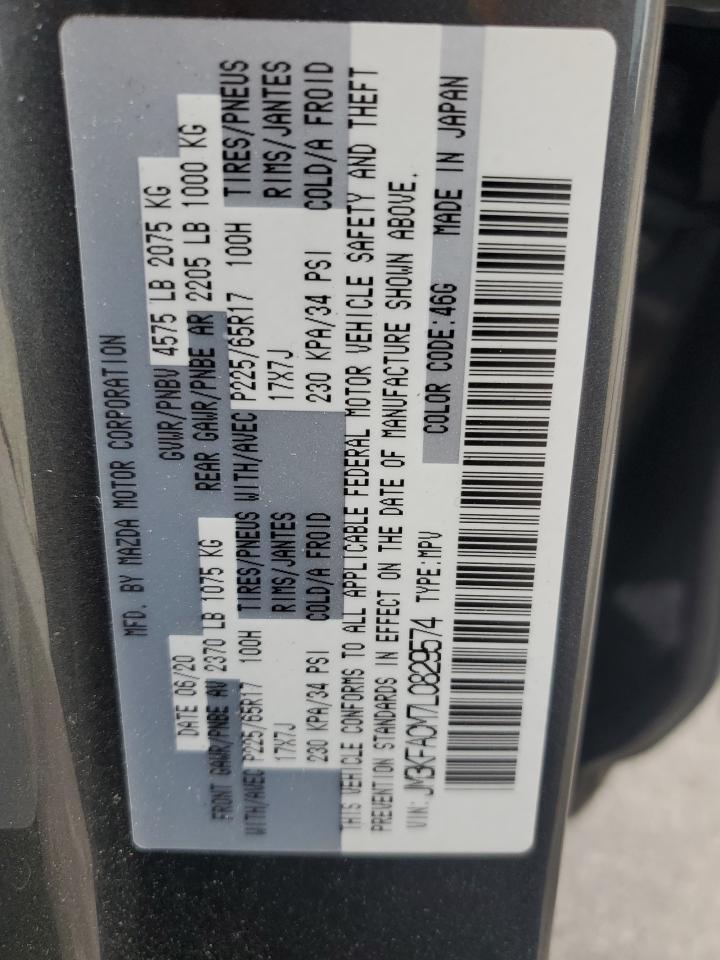 MFD. BY MAZDA MOTOR CORPORATION
DATE 06/20 GVWR/PNBV 4575 LB 2075 KG
FRONT GAWR/PNBE AV 2370 LB 1075 KG REAR GAWR/PNBE AR 2205 LB 1000 KG
WITH/AVEC P225/65R17 100H TIRES/PNEUS WITH/AVEC P225/65R17 100H TIRES/PNEUS
17X7J RIMS/JANTES 17X7J RIMS/JANTES
230 KPA/34 PSI COLD/A FROID 230 KPA/34 PSI COLD/A FROID
THIS VEHICLE CONFORMS TO ALL APPLICABLE FEDERAL MOTOR VEHICLE SAFETY AND THEFT
PREVENTION STANDARDS IN EFFECT ON THE DATE OF MANUFACTURE SHOWN ABOVE.
VIN: JM3KFACM7L0829574 TYPE:MPV COLOR CODE:46G MADE IN JAPAN